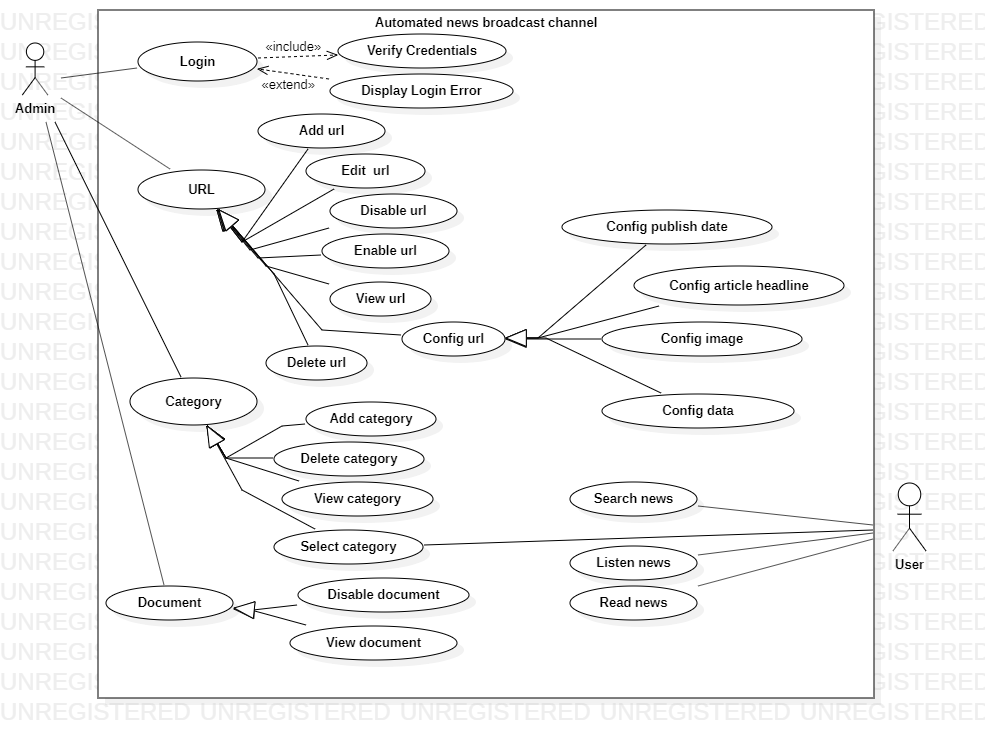 Automated news broadcast channel
Login
«include»
Verify Credentials
«extend»
Display Login Error
Admin
Add url
Edit  url
URL
Disable url
Enable url
View url
Config publish date
Config article headline
Config url
Config image
Delete url
Config data
Category
Add category
Delete category
View category
Select category
Search news
User
Listen news
Read news
Document
Disable document
View document
UNREGISTERED UNREGISTERED UNREGISTERED UNREGISTERED UNREGISTERED